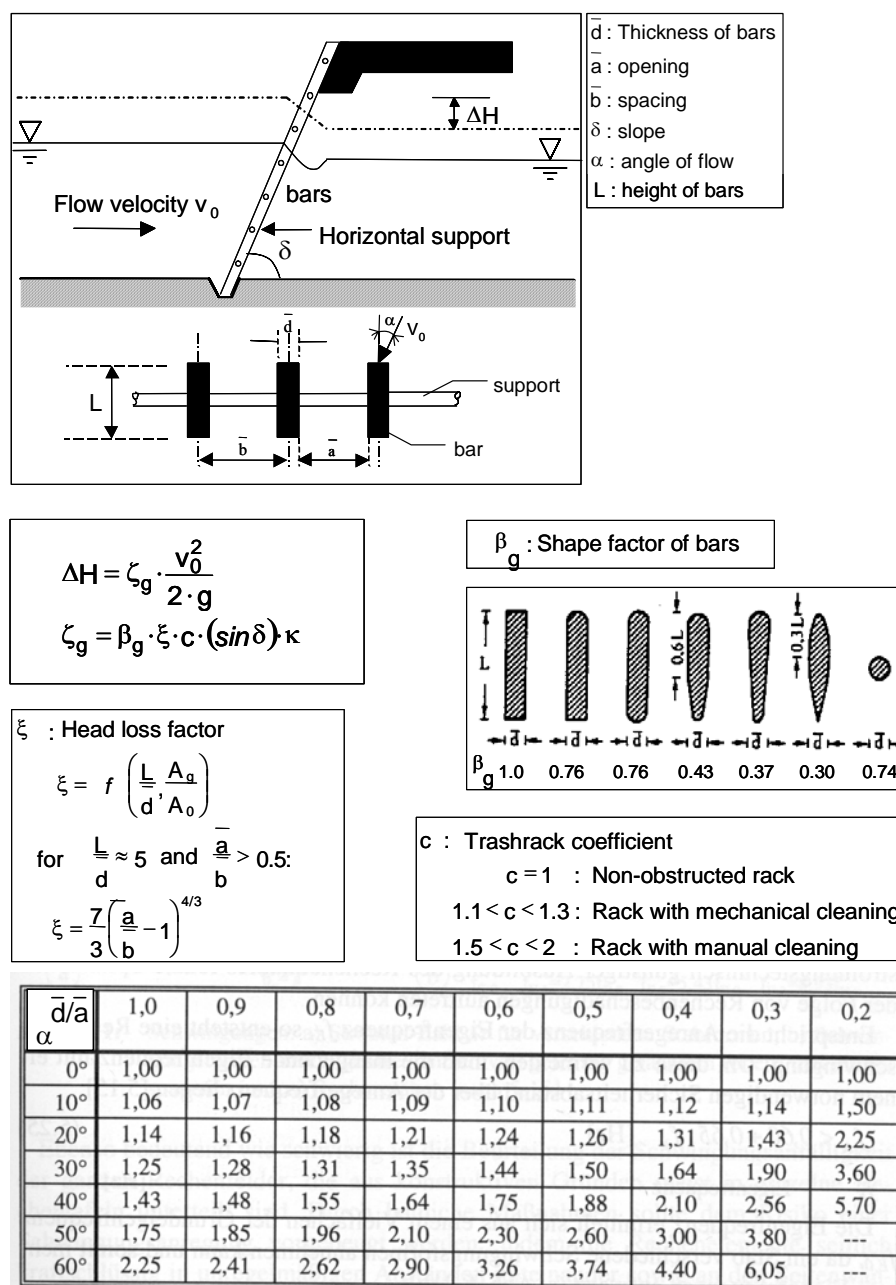 d̄ : Thickness of bars
ā : opening
b̄ : spacing
δ : slope
α : angle of flow
L : height of bars
ΔH
bars
Flow velocity v₀
Horizontal support
δ
d̄
α
v₀
L
support
b̄
ā
bar
ΔH = ζg · v₀² / 2 · g
ζg = βg · ξ · c · (sin δ) · κ
βg : Shape factor of bars
L
0.6L
0.3L
d̄ d̄ d̄ d̄ d̄ d̄ d̄
βg 1.0 0.76 0.76 0.43 0.37 0.30 0.74
ξ : Head loss factor
ξ = f (L/d̄, Ag/A₀)
for L/d̄ ≈ 5 and ā/b̄ > 0.5:
ξ = 7/3 (ā/b̄ − 1)^4/3
c : Trashrack coefficient
c = 1 : Non-obstructed rack
1.1 < c < 1.3 : Rack with mechanical cleaning
1.5 < c < 2 : Rack with manual cleaning
α d̄/ā 1,0 0,9 0,8 0,7 0,6 0,5 0,4 0,3 0,2
0° 1,00 1,00 1,00 1,00 1,00 1,00 1,00 1,00 1,00
10° 1,06 1,07 1,08 1,09 1,10 1,11 1,12 1,14 1,50
20° 1,14 1,16 1,18 1,21 1,24 1,26 1,31 1,43 2,25
30° 1,25 1,28 1,31 1,35 1,44 1,50 1,64 1,90 3,60
40° 1,43 1,48 1,55 1,64 1,75 1,88 2,10 2,56 5,70
50° 1,75 1,85 1,96 2,10 2,30 2,60 3,00 3,80 ---
60° 2,25 2,41 2,62 2,90 3,26 3,74 4,40 6,05 ---